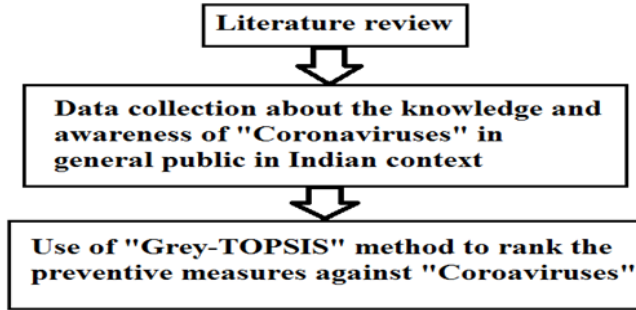 Literature review
Data collection about the knowledge and
awareness of "Coronaviruses" in
general public in Indian context
Use of "Grey-TOPSIS" method to rank the
preventive measures against "Coroaviruses"